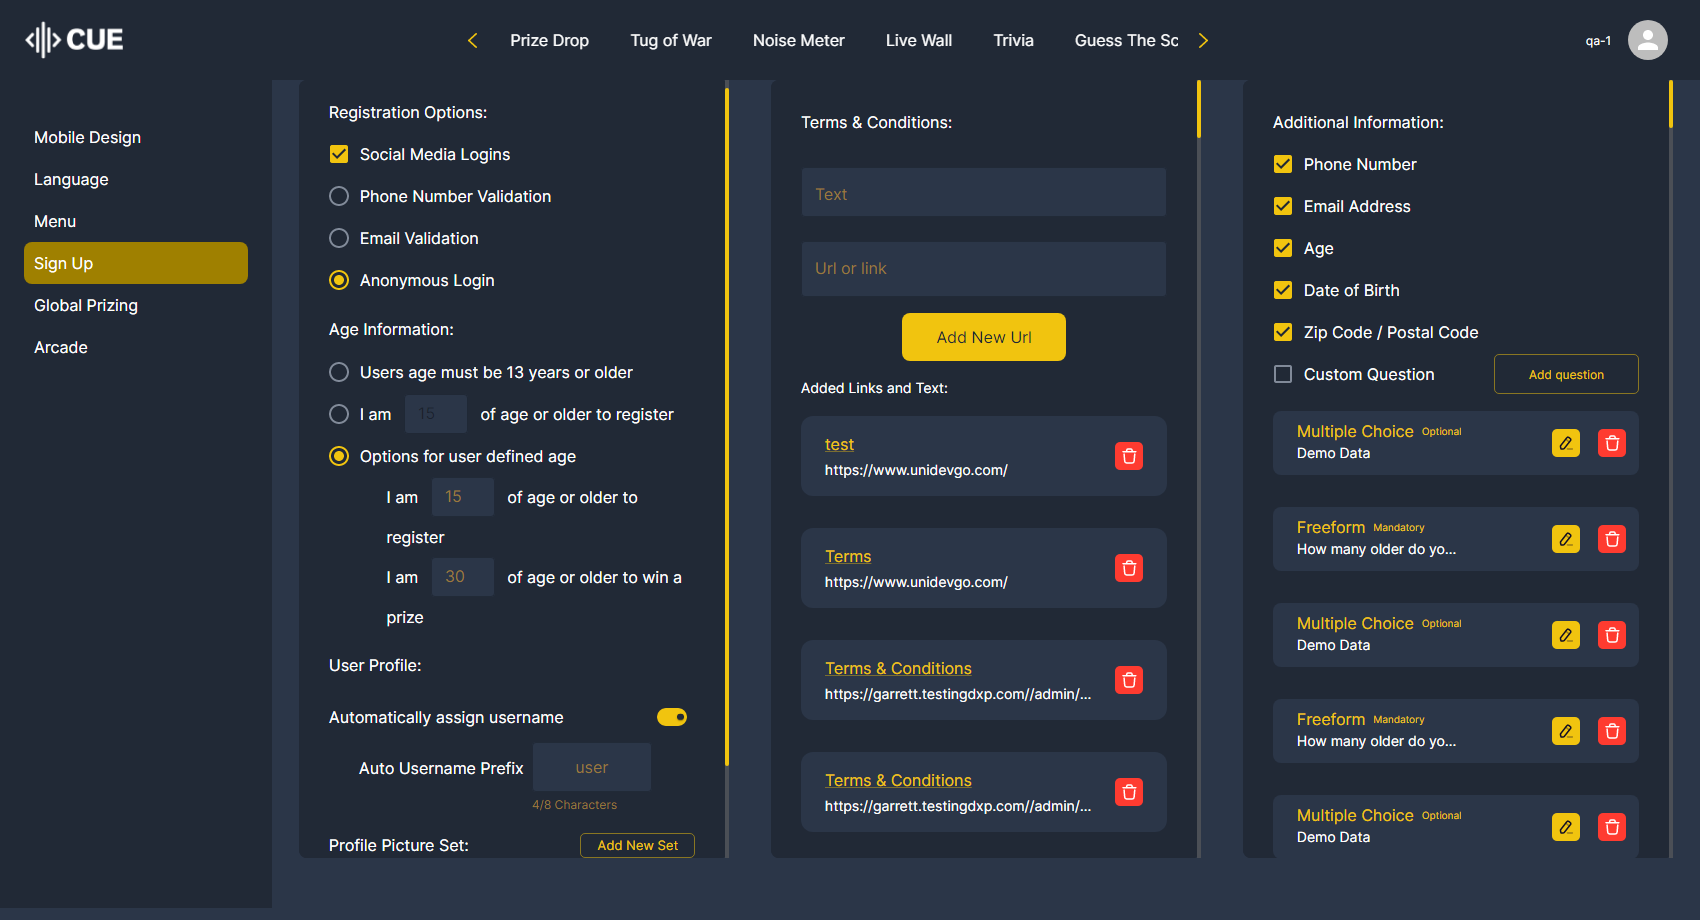 CUE
Prize Drop
Tug of War
Noise Meter
Live Wall
Trivia
Guess The Sc
qa-1
Mobile Design
Language
Menu
Sign Up
Global Prizing
Arcade
Registration Options:
Social Media Logins
Phone Number Validation
Email Validation
Anonymous Login
Age Information:
Users age must be 13 years or older
I am 15 of age or older to register
Options for user defined age
I am 15 of age or older to
register
I am 30 of age or older to win a
prize
User Profile:
Automatically assign username
Auto Username Prefix user
4/8 Characters
Profile Picture Set: Add New Set
Terms & Conditions:
Text
Url or link
Add New Url
Added Links and Text:
test
https://www.unidevgo.com/
Terms
https://www.unidevgo.com/
Terms & Conditions
https://garrett.testingdxp.com//admin/...
Terms & Conditions
https://garrett.testingdxp.com//admin/...
Additional Information:
Phone Number
Email Address
Age
Date of Birth
Zip Code / Postal Code
Custom Question Add question
Multiple Choice Optional
Demo Data
Freeform Mandatory
How many older do yo...
Multiple Choice Optional
Demo Data
Freeform Mandatory
How many older do yo...
Multiple Choice Optional
Demo Data